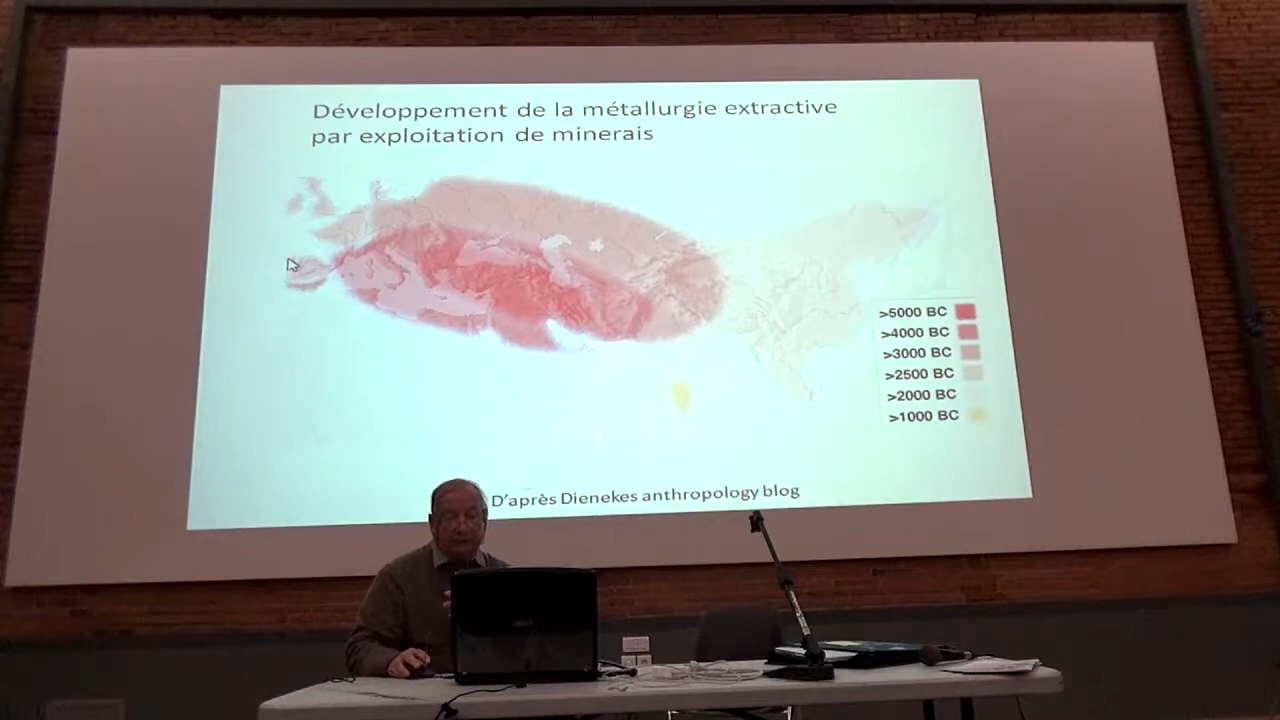 Développement de la métallurgie extractive
par exploitation de minerais
>5000 BC
>4000 BC
>3000 BC
>2500 BC
>2000 BC
>1000 BC
D'après Dienekes anthropology blog